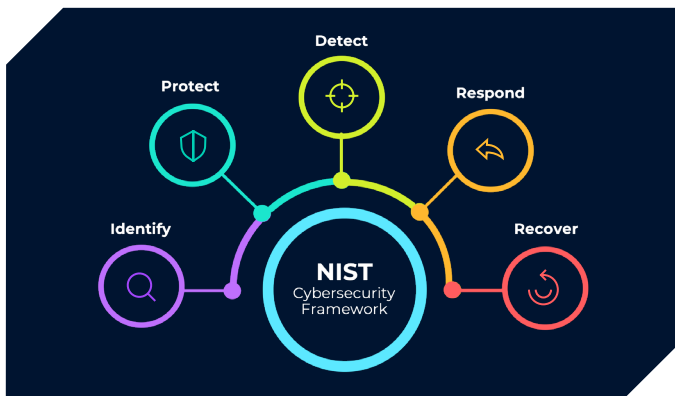 Detect
Protect
Respond
Identify
Recover
NIST
Cybersecurity
Framework